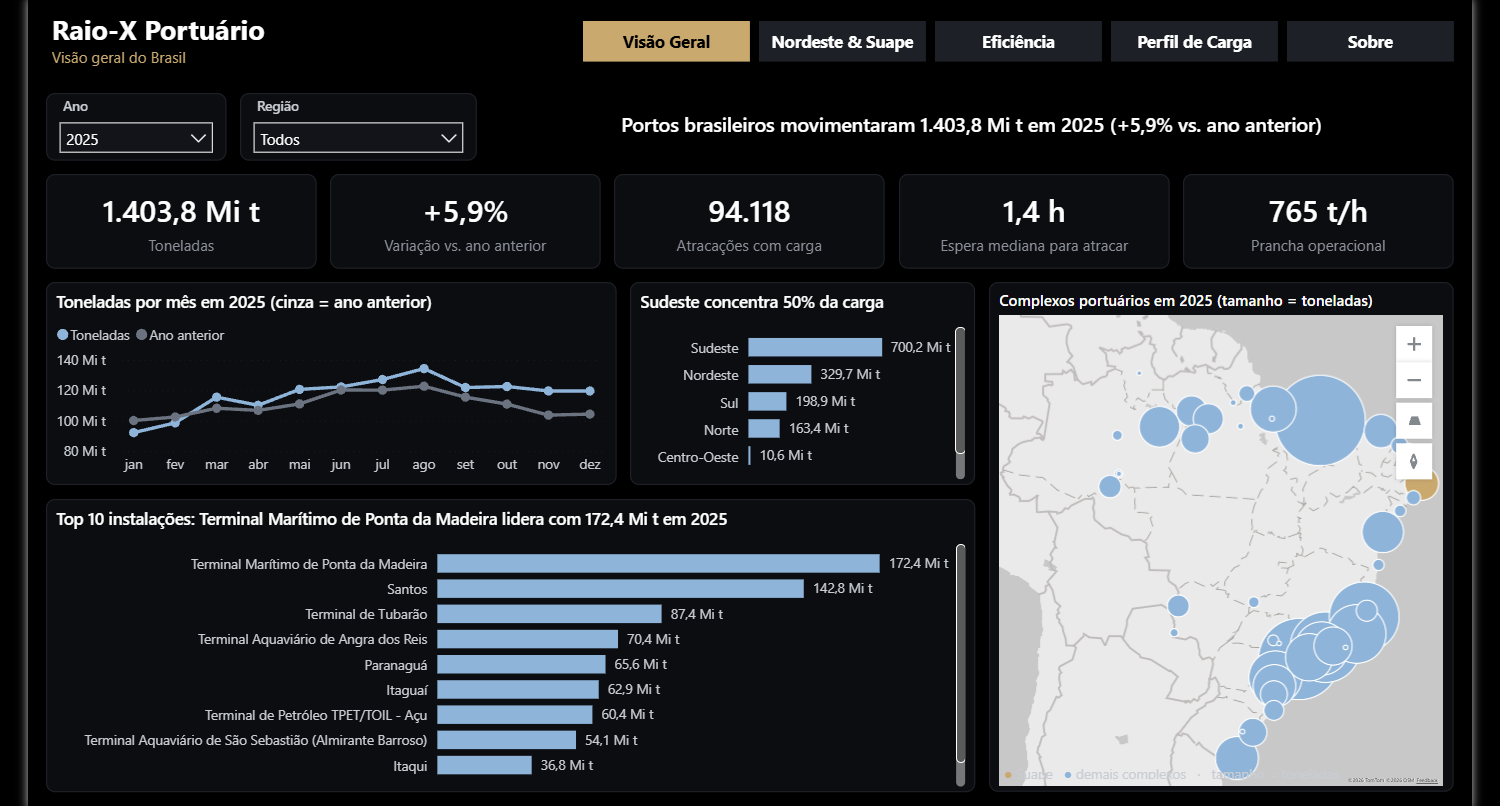 Raio-X Portuário
Visão geral do Brasil
Visão Geral
Nordeste & Suape
Eficiência
Perfil de Carga
Sobre
Ano
2025
Região
Todos
Portos brasileiros movimentaram 1.403,8 Mi t em 2025 (+5,9% vs. ano anterior)
1.403,8 Mi t
Toneladas
+5,9%
Variação vs. ano anterior
94.118
Atracações com carga
1,4 h
Espera mediana para atracar
765 t/h
Prancha operacional
Toneladas por mês em 2025 (cinza = ano anterior)
Toneladas
Ano anterior
140 Mi t
120 Mi t
100 Mi t
80 Mi t
jan fev mar abr mai jun jul ago set out nov dez
Sudeste concentra 50% da carga
Sudeste 700,2 Mi t
Nordeste 329,7 Mi t
Sul 198,9 Mi t
Norte 163,4 Mi t
Centro-Oeste 10,6 Mi t
Complexos portuários em 2025 (tamanho = toneladas)
demais complexos
© 2026 TomTom © 2026 OSM Feedback
Top 10 instalações: Terminal Marítimo de Ponta da Madeira lidera com 172,4 Mi t em 2025
Terminal Marítimo de Ponta da Madeira 172,4 Mi t
Santos 142,8 Mi t
Terminal de Tubarão 87,4 Mi t
Terminal Aquaviário de Angra dos Reis 70,4 Mi t
Paranaguá 65,6 Mi t
Itaguaí 62,9 Mi t
Terminal de Petróleo TPET/TOIL - Açu 60,4 Mi t
Terminal Aquaviário de São Sebastião (Almirante Barroso) 54,1 Mi t
Itaqui 36,8 Mi t